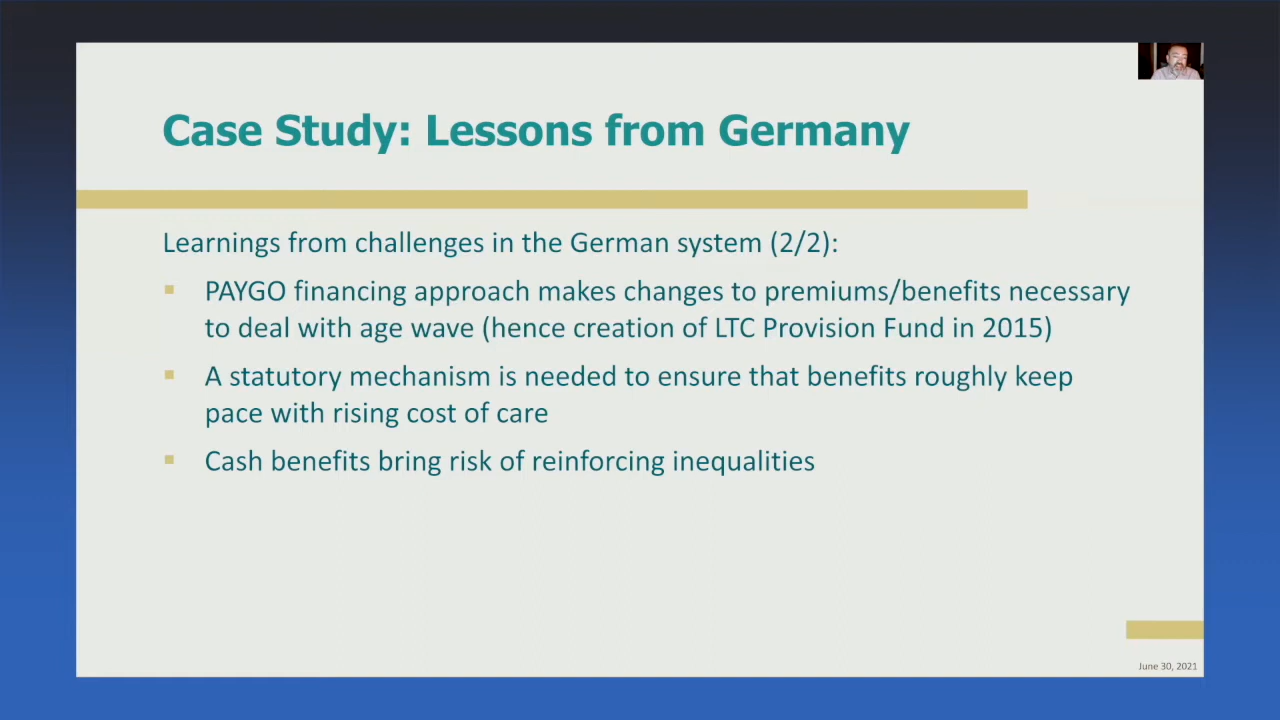 Case Study: Lessons from Germany
Learnings from challenges in the German system (2/2):
PAYGO financing approach makes changes to premiums/benefits necessary
to deal with age wave (hence creation of LTC Provision Fund in 2015)
A statutory mechanism is needed to ensure that benefits roughly keep
pace with rising cost of care
Cash benefits bring risk of reinforcing inequalities
June 30, 2021